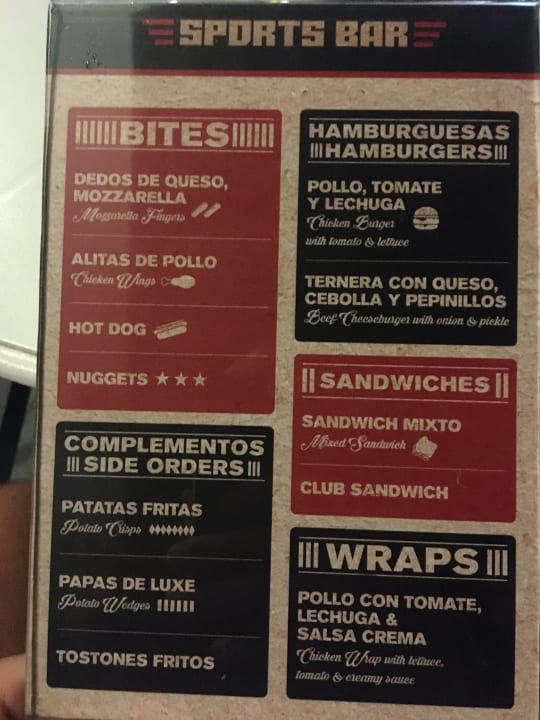 SPORTS BAR
BITES
DEDOS DE QUESO,
MOZZARELLA
Mozzarella Fingers
ALITAS DE POLLO
Chicken Wings
HOT DOG
NUGGETS
COMPLEMENTOS
SIDE ORDERS
PATATAS FRITAS
Potato Crisps
PAPAS DE LUXE
Potato Wedges
TOSTONES FRITOS
HAMBURGUESAS
HAMBURGERS
POLLO, TOMATE
Y LECHUGA
Chicken Burger
with tomato & lettuce
TERNERA CON QUESO,
CEBOLLA Y PEPINILLOS
Beef Cheeseburger with onion & pickle
SANDWICHES
SANDWICH MIXTO
Mixed Sandwich
CLUB SANDWICH
WRAPS
POLLO CON TOMATE,
LECHUGA &
SALSA CREMA
Chicken Wrap with lettuce,
tomato & creamy sauce